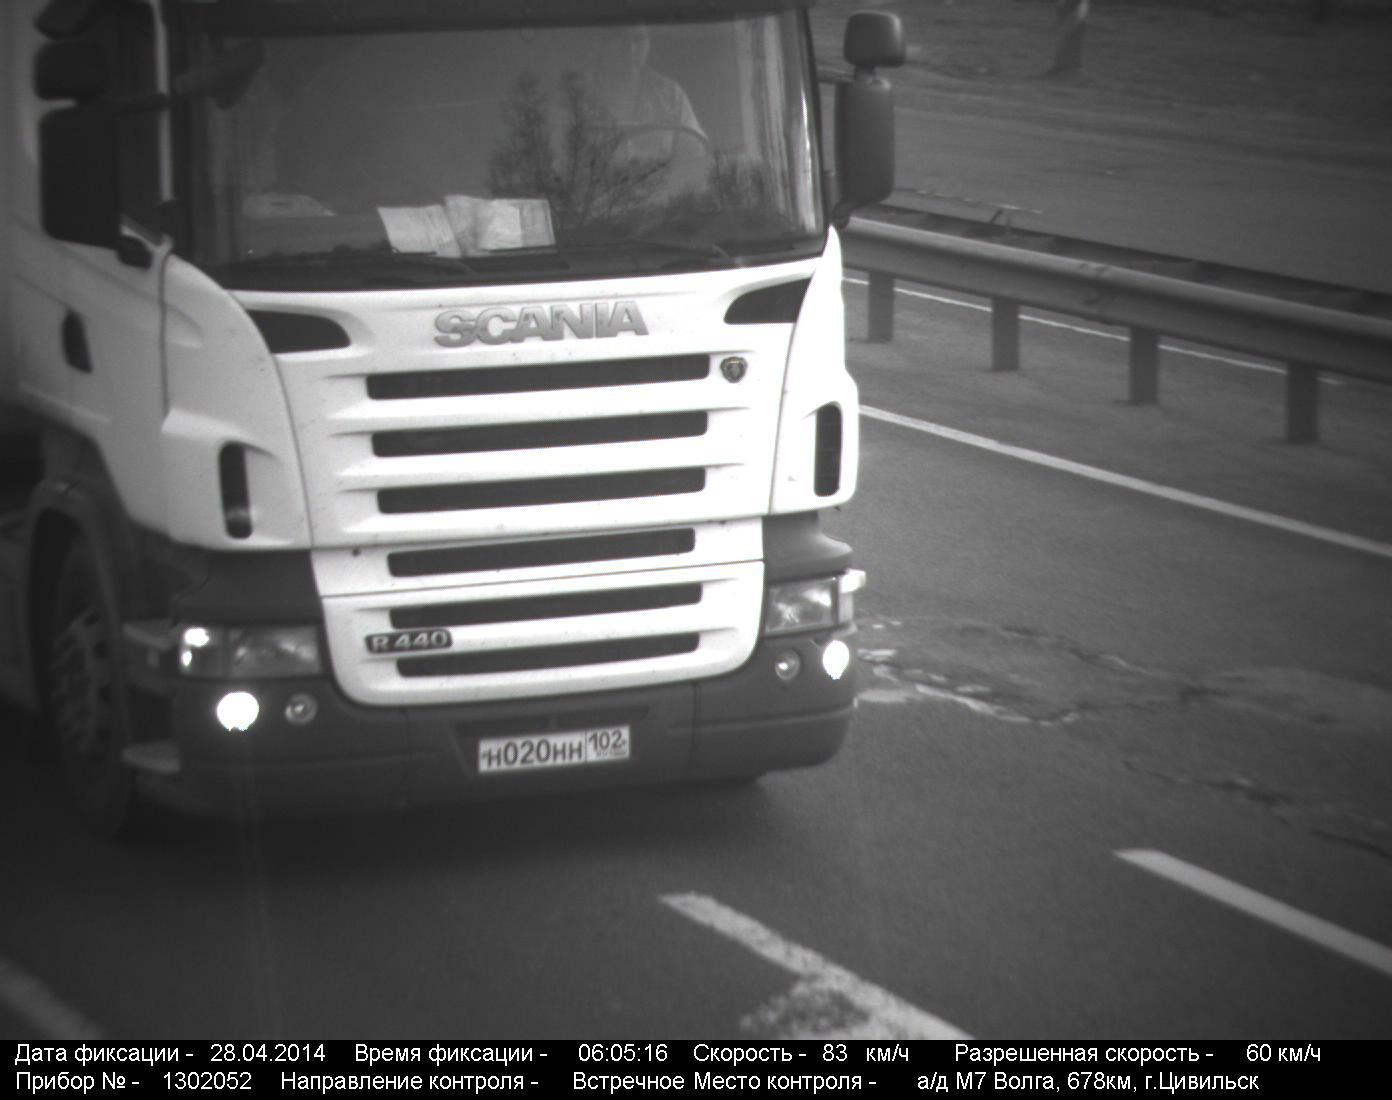 SCANIA
R 440
Н020НН 102
Дата фиксации - 28.04.2014 Время фиксации - 06:05:16 Скорость - 83 км/ч Разрешенная скорость - 60 км/ч
Прибор № - 1302052 Направление контроля - Встречное Место контроля - а/д М7 Волга, 678км, г.Цивильск